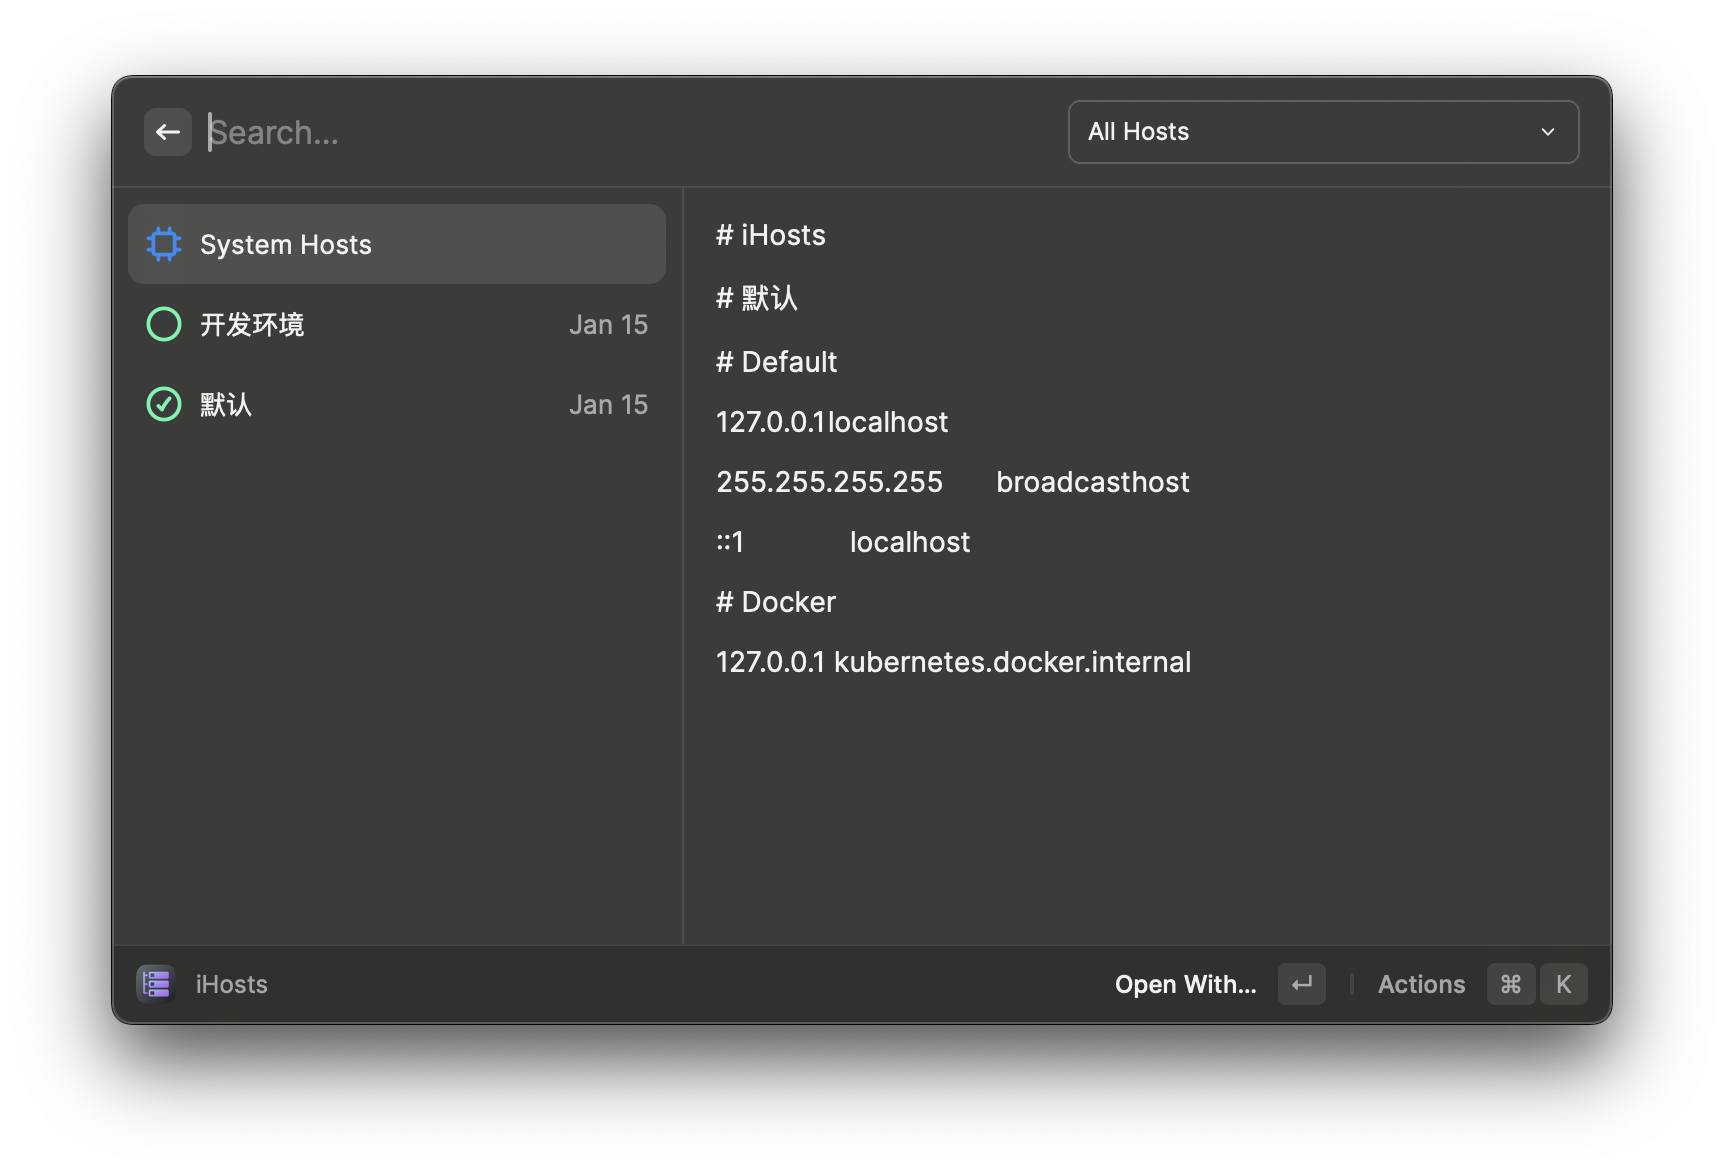 Search...
All Hosts
System Hosts
开发环境 Jan 15
默认 Jan 15
# iHosts
# 默认
# Default
127.0.0.1localhost
255.255.255.255 broadcasthost
::1 localhost
# Docker
127.0.0.1 kubernetes.docker.internal
iHosts
Open With... ↵ Actions ⌘ K